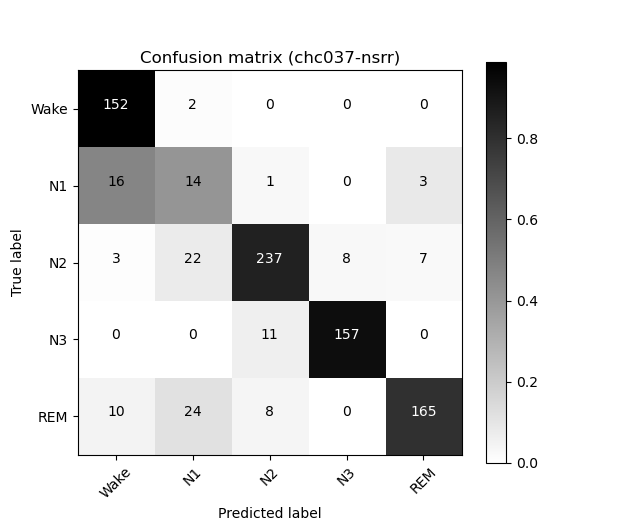 Confusion matrix (chc037-nsrr)
Wake 152 2 0 0 0
N1 16 14 1 0 3
N2 3 22 237 8 7
N3 0 0 11 157 0
REM 10 24 8 0 165
Wake N1 N2 N3 REM
True label
Predicted label
0.8
0.6
0.4
0.2
0.0